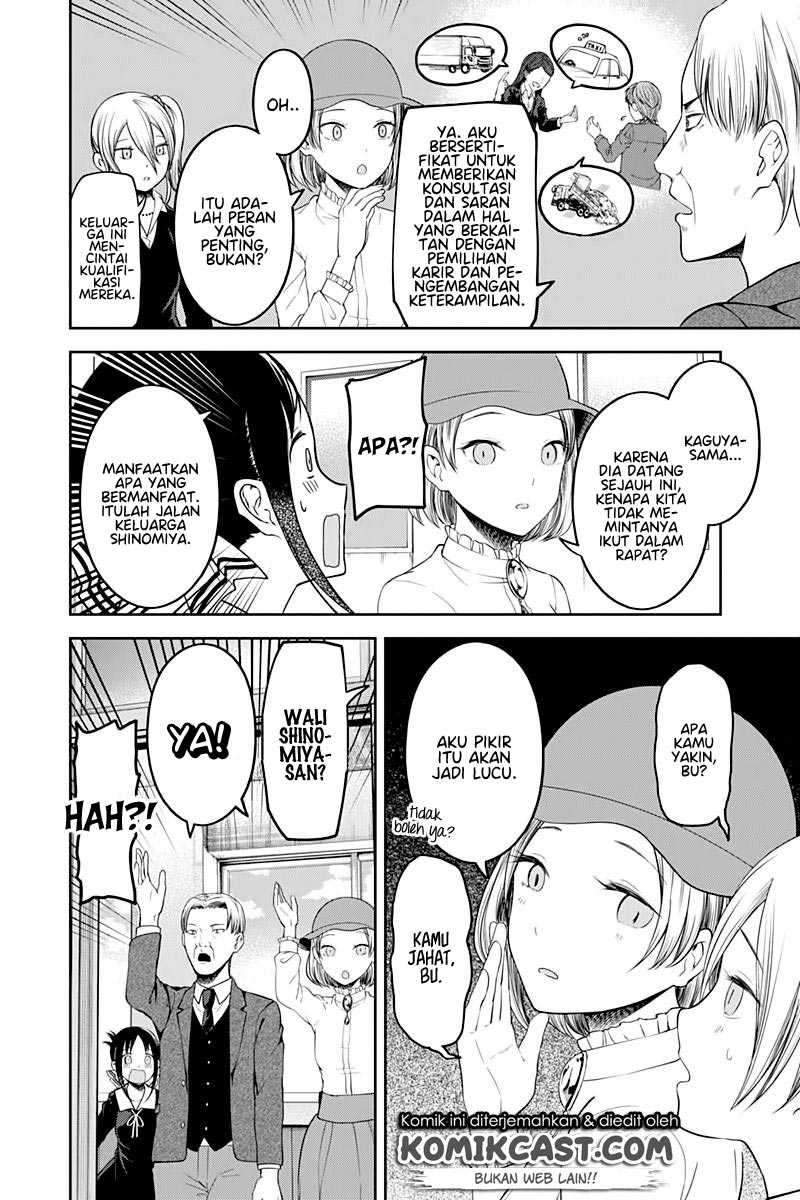 TAXI
YA. AKU
BERSERTI-
FIKAT UNTUK
MEMBERIKAN
KONSULTASI
DAN SARAN
DALAM HAL
YANG BERKAI-
TAN DENGAN
PEMILIHAN
KARIR DAN PE-
NGEMBANGAN
KETERAMPILAN.
OH..
ITU ADA-
LAH PERAN
YANG
PENTING,
BUKAN?
KELUAR-
GA INI
MEN-
CINTAI
KUALIFI-
KASI
MEREKA.
KAGUYA-
SAMA...
KARENA
DIA DATANG
SEJAUH INI,
KENAPA KITA
TIDAK ME-
MINTANYA
IKUT DALAM
RAPAT?
APA?!
MANFAATKAN
APA YANG
BERMANFAAT.
ITULAH JALAN
KELUARGA
SHINOMIYA.
APA
KAMU
YAKIN,
BU?
AKU PIKIR
ITU AKAN
JADI LUCU.
tidak
boleh ya?
KAMU
JAHAT,
BU.
WALI
SHINO-
MIYA-
SAN?
YA!
HAH?!
Komik ini diterjemahkan & diedit oleh
KOMIKCAST.COM
BUKAN WEB LAIN!!